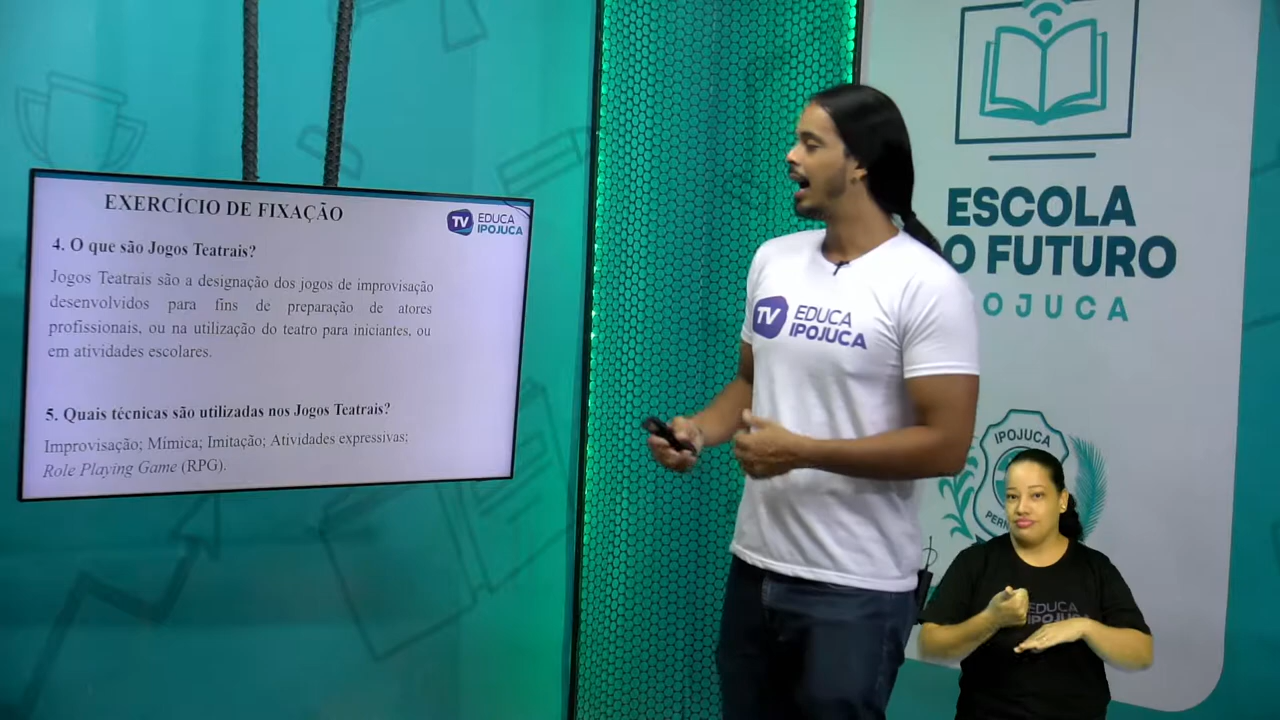 EXERCÍCIO DE FIXAÇÃO
TV EDUCA
IPOJUCA
4. O que são Jogos Teatrais?
Jogos Teatrais são a designação dos jogos de improvisação
desenvolvidos para fins de preparação de atores
profissionais, ou na utilização do teatro para iniciantes, ou
em atividades escolares.
5. Quais técnicas são utilizadas nos Jogos Teatrais?
Improvisação; Mímica; Imitação; Atividades expressivas;
Role Playing Game (RPG).
TV EDUCA
IPOJUCA
ESCOLA
O FUTURO
POJUCA
IPOJUCA
PERN
EDUCA
IPOJUCA